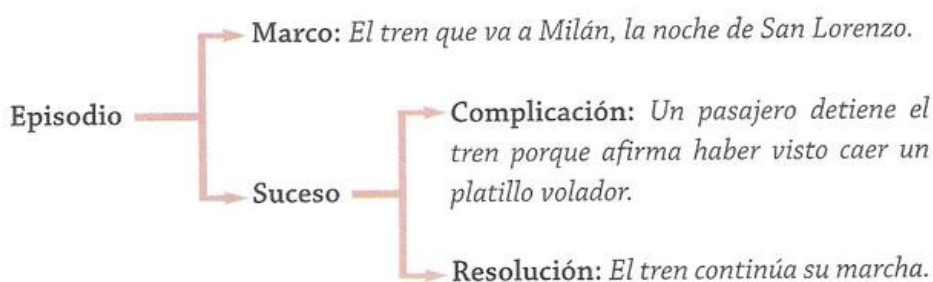 Marco: El tren que va a Milán, la noche de San Lorenzo.
Episodio
Complicación: Un pasajero detiene el
tren porque afirma haber visto caer un
platillo volador.
Suceso
Resolución: El tren continúa su marcha.